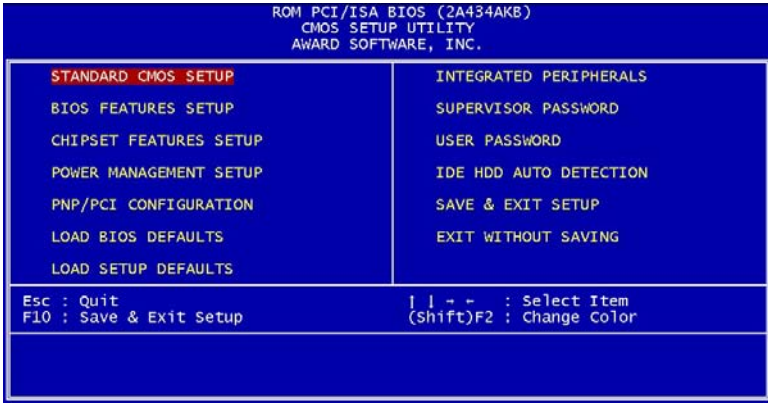 ROM PCI/ISA BIOS (2A434AKB)
CMOS SETUP UTILITY
AWARD SOFTWARE, INC.
STANDARD CMOS SETUP
BIOS FEATURES SETUP
CHIPSET FEATURES SETUP
POWER MANAGEMENT SETUP
PNP/PCI CONFIGURATION
LOAD BIOS DEFAULTS
LOAD SETUP DEFAULTS
INTEGRATED PERIPHERALS
SUPERVISOR PASSWORD
USER PASSWORD
IDE HDD AUTO DETECTION
SAVE & EXIT SETUP
EXIT WITHOUT SAVING
Esc : Quit
F10 : Save & Exit Setup
↑ ↓ → ← : Select Item
(Shift)F2 : Change Color